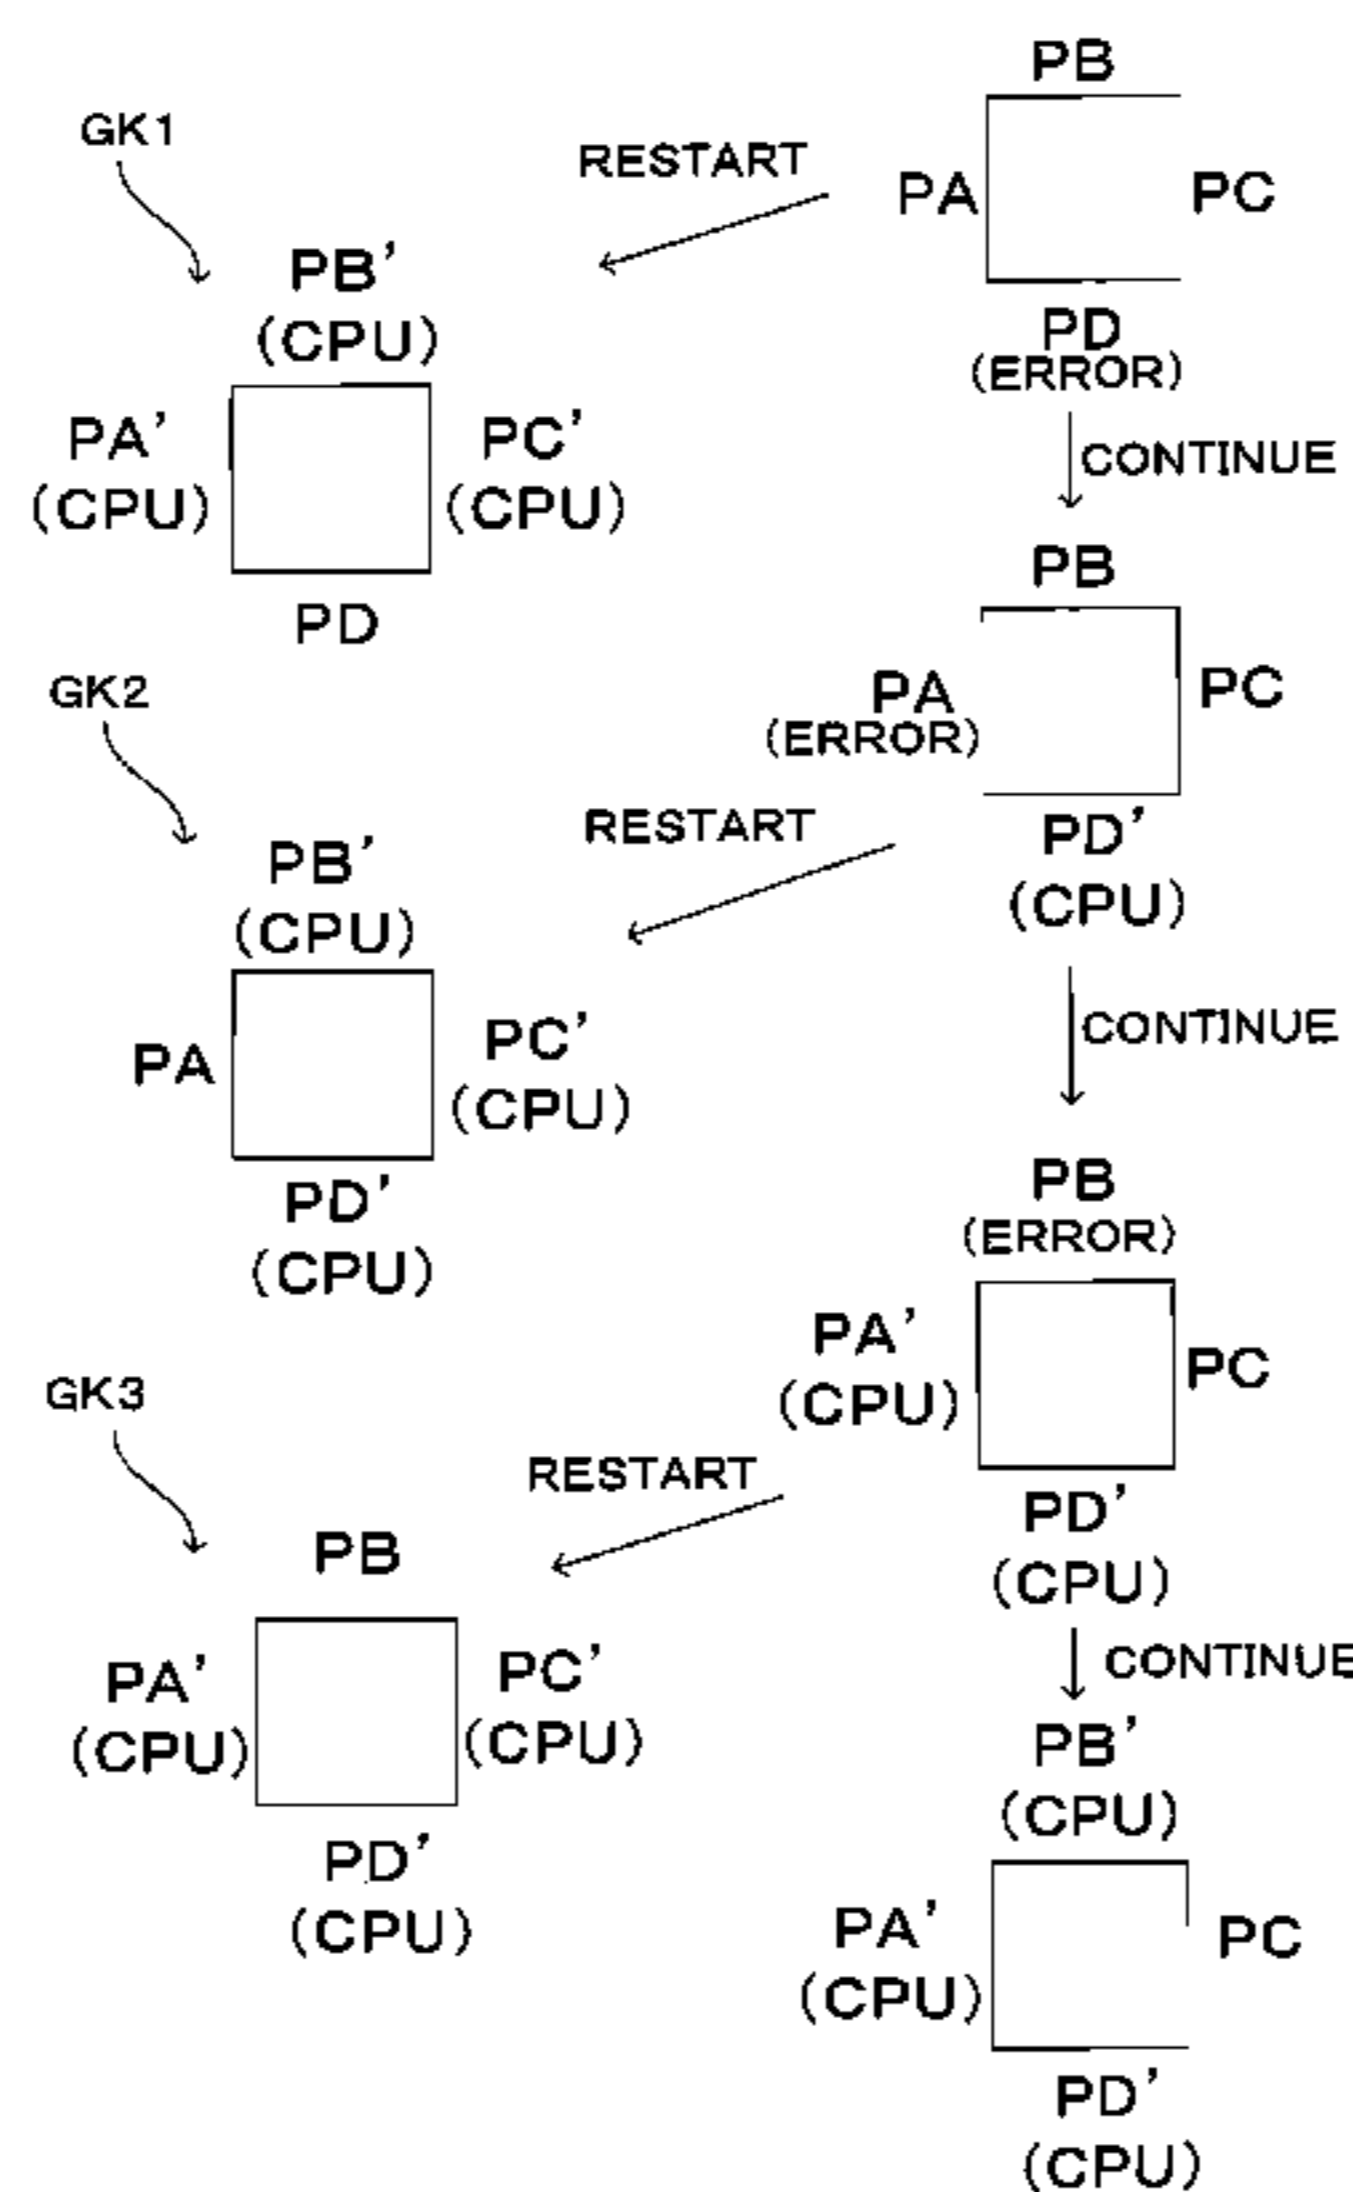 PB
GK1
RESTART
PA
PC
PB'
(CPU)
PD
(ERROR)
PA'
(CPU)
PC'
(CPU)
CONTINUE
PD
PB
GK2
PA
(ERROR)
PC
RESTART
PD'
(CPU)
PB'
(CPU)
CONTINUE
PA
PC'
(CPU)
PD'
(CPU)
PB
(ERROR)
PA'
(CPU)
PC
GK3
RESTART
PD'
(CPU)
PB
CONTINUE
PA'
(CPU)
PC'
(CPU)
PB'
(CPU)
PD'
(CPU)
PA'
(CPU)
PC
PD'
(CPU)